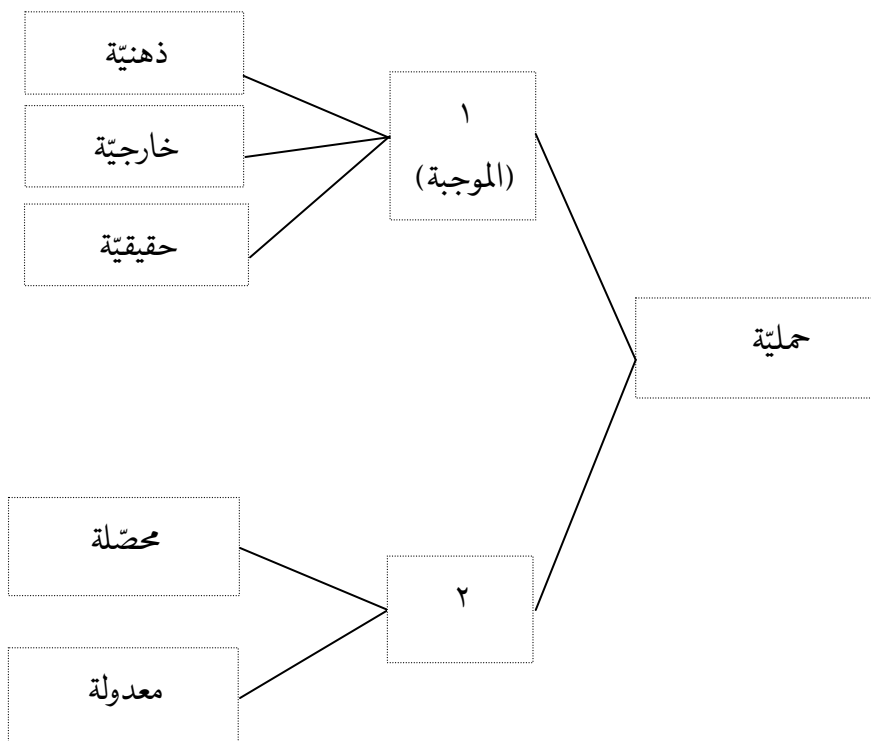 حمليّة
١
(الموجبة)
ذهنيّة
خارجيّة
حقيقيّة
٢
محصّلة
معدولة